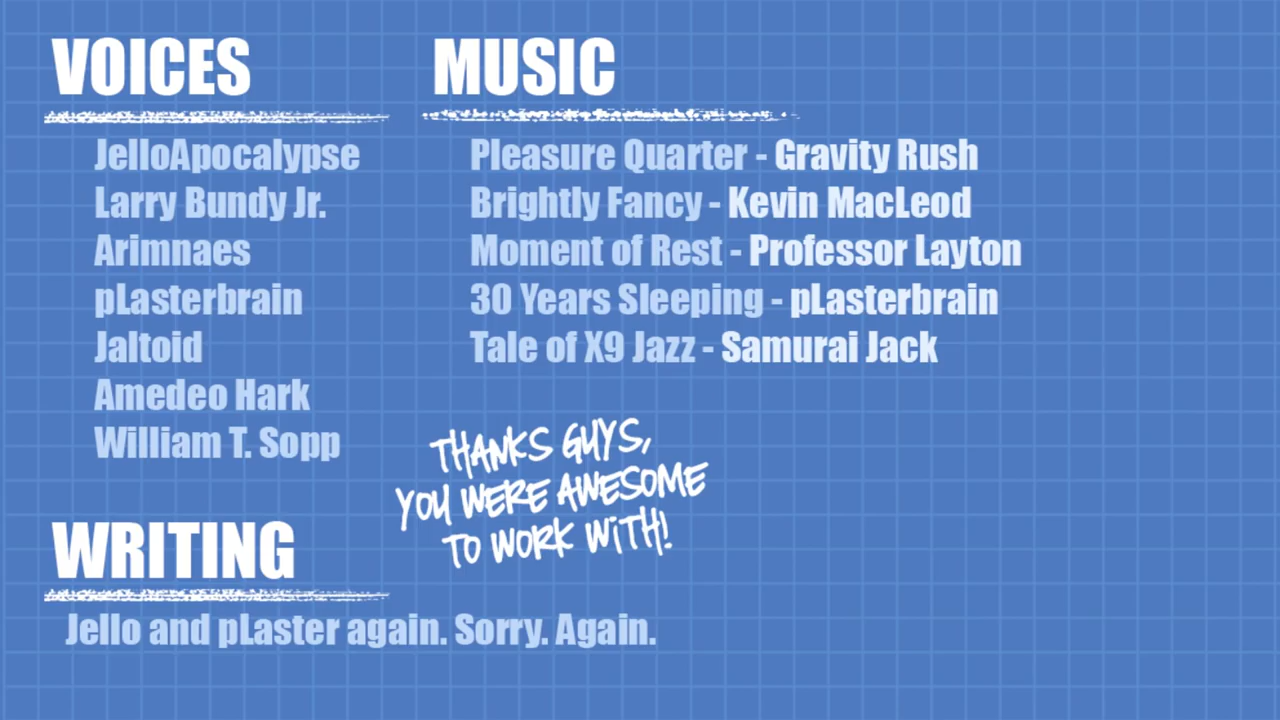 VOICES
JelloApocalypse
Larry Bundy Jr.
Arimnaes
pLasterbrain
Jaltoid
Amedeo Hark
William T. Sopp
MUSIC
Pleasure Quarter - Gravity Rush
Brightly Fancy - Kevin MacLeod
Moment of Rest - Professor Layton
30 Years Sleeping - pLasterbrain
Tale of X9 Jazz - Samurai Jack
THANKS GUYS,
YOU WERE AWESOME
TO WORK WiTH!
WRITING
Jello and pLaster again. Sorry. Again.